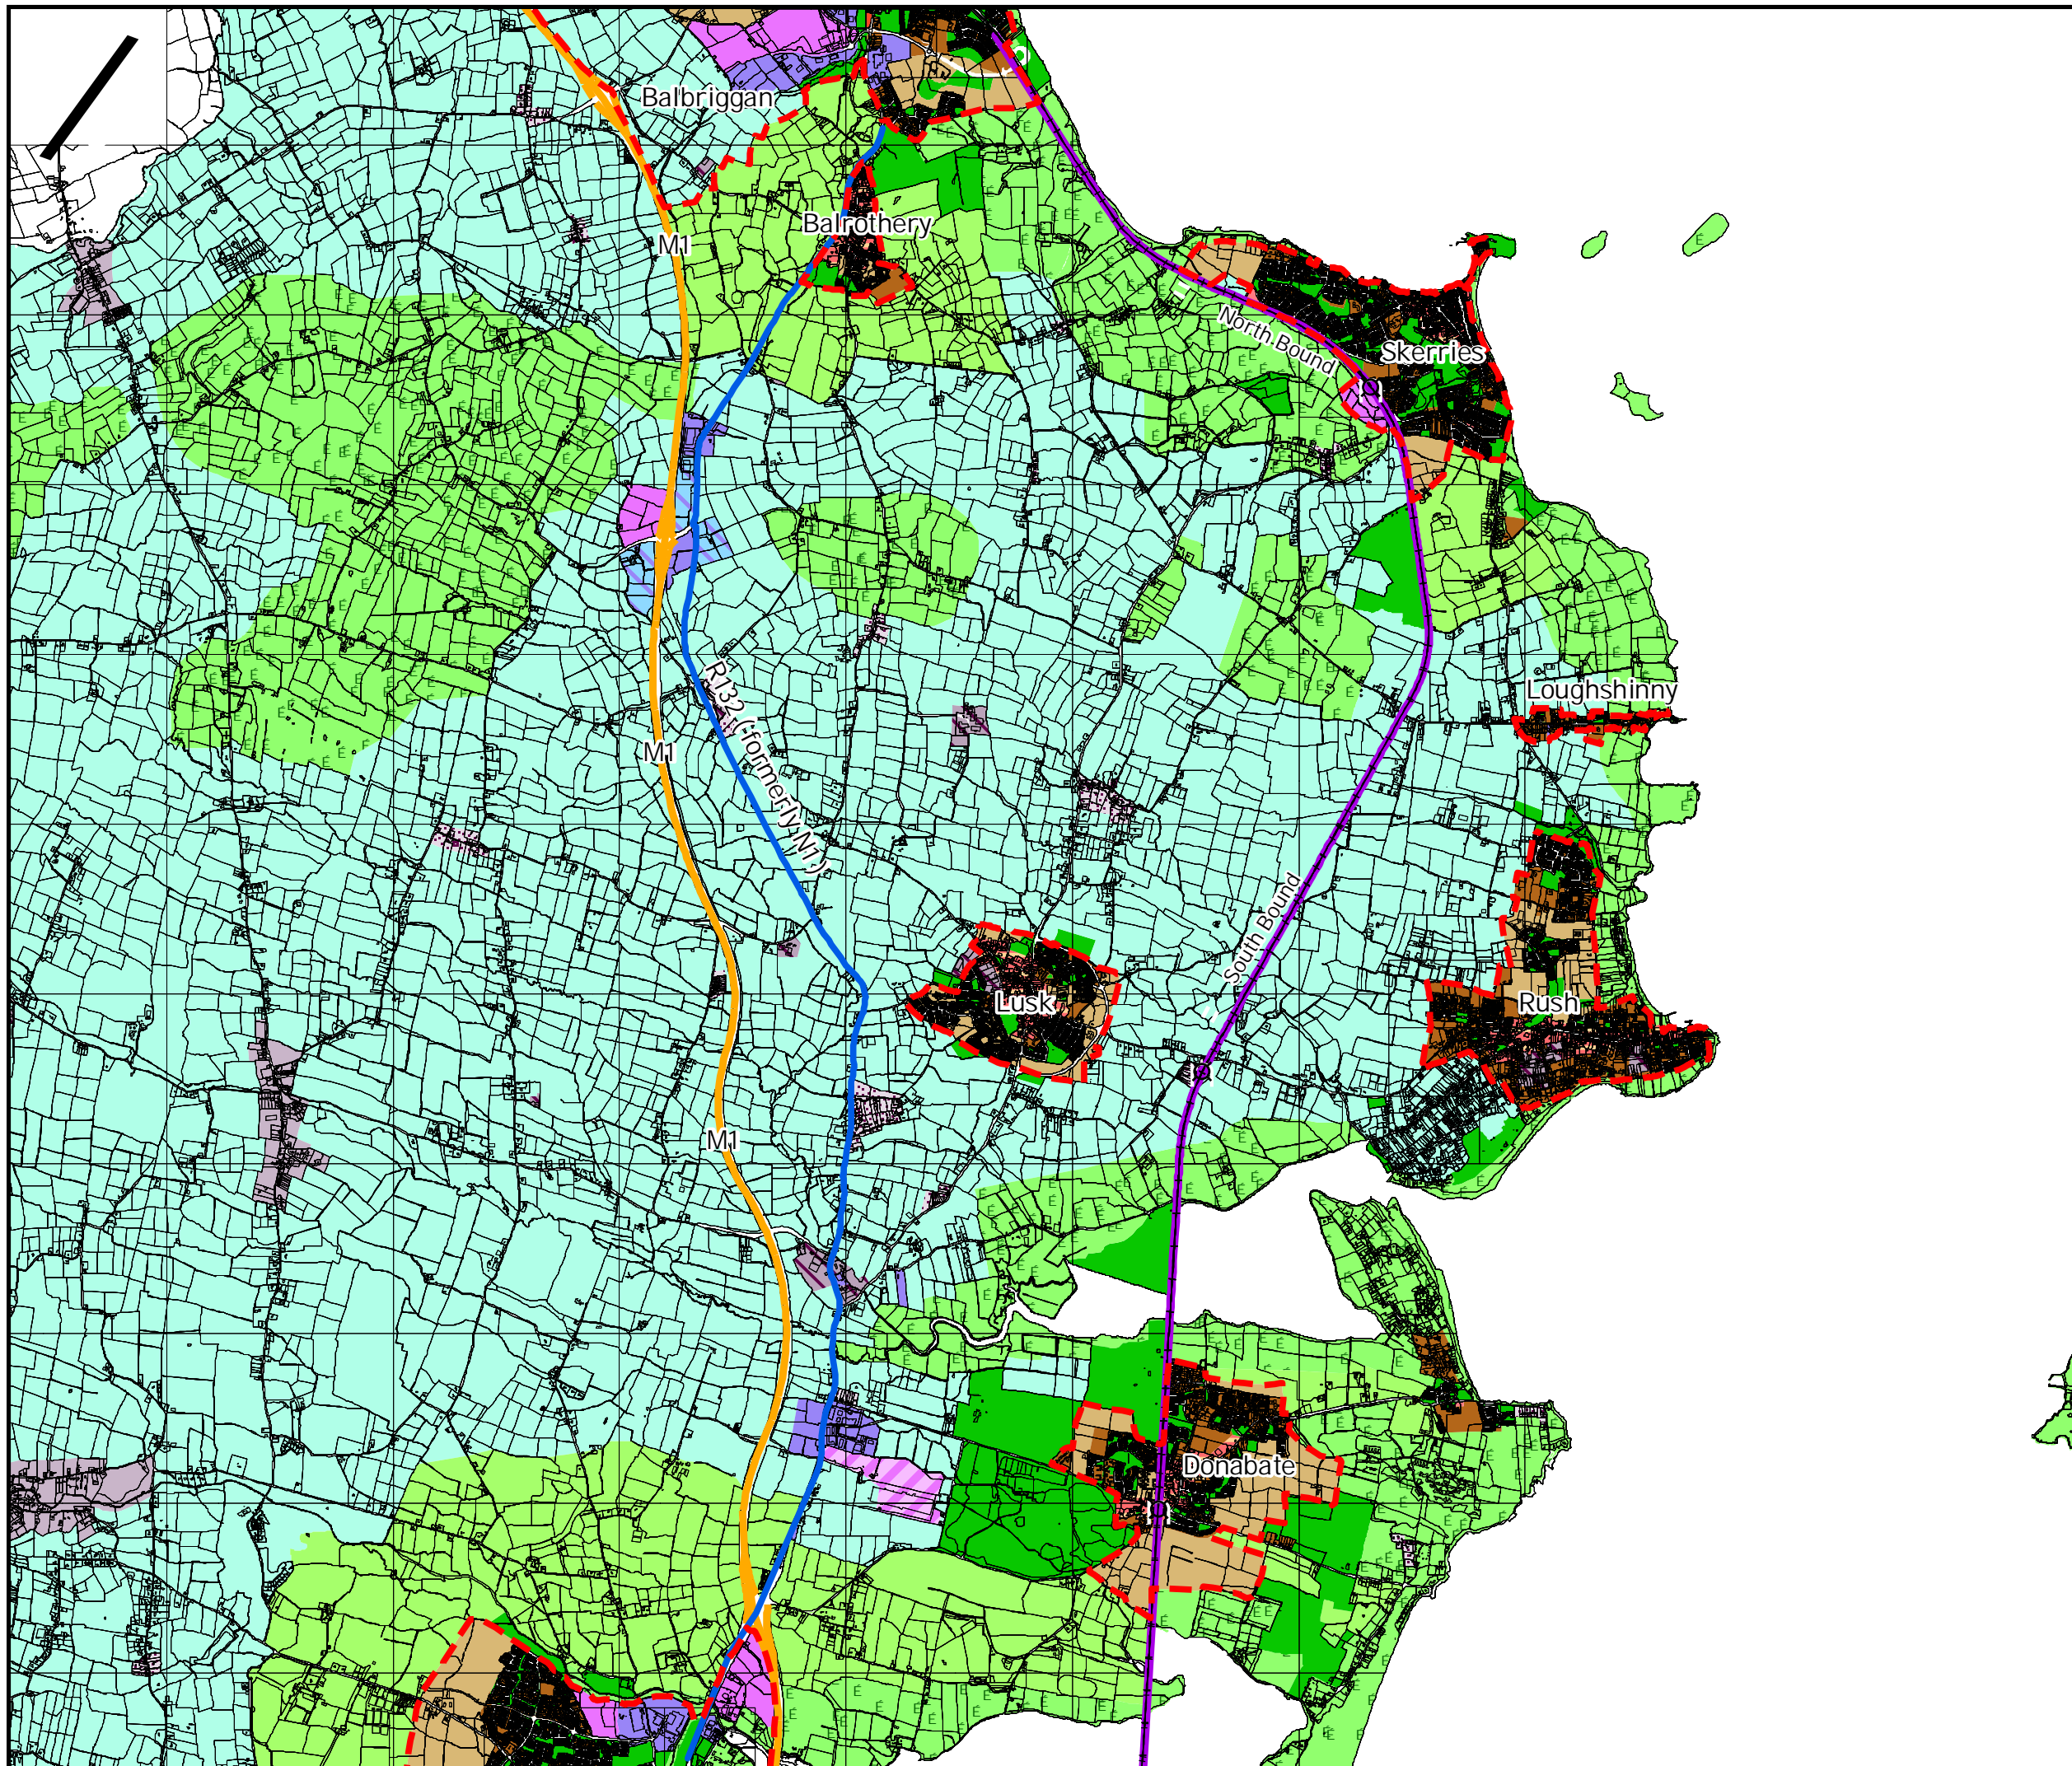 Balbriggan
Balrothery
M1
North Bound
Skerries
Loughshinny
R132 ( formerly N1 )
M1
South Bound
Lusk
Rush
M1
Donabate